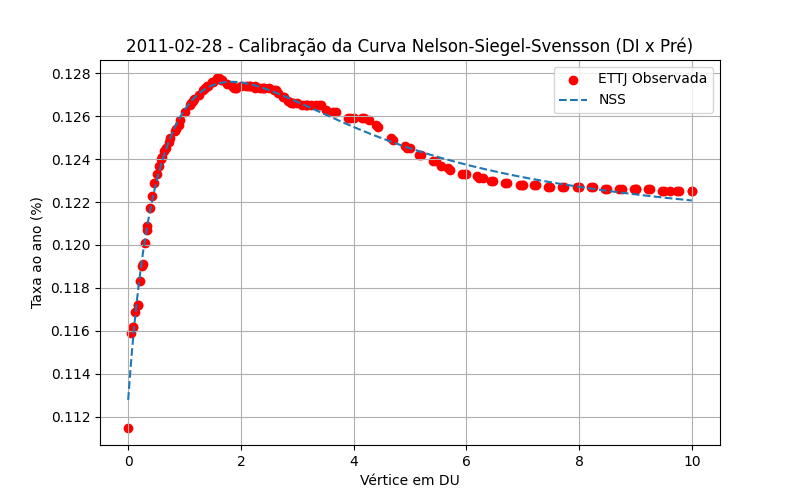 2011-02-28 - Calibração da Curva Nelson-Siegel-Svensson (DI x Pré)
ETTJ Observada
NSS
Taxa ao ano (%)
0.128
0.126
0.124
0.122
0.120
0.118
0.116
0.114
0.112
0 2 4 6 8 10
Vértice em DU